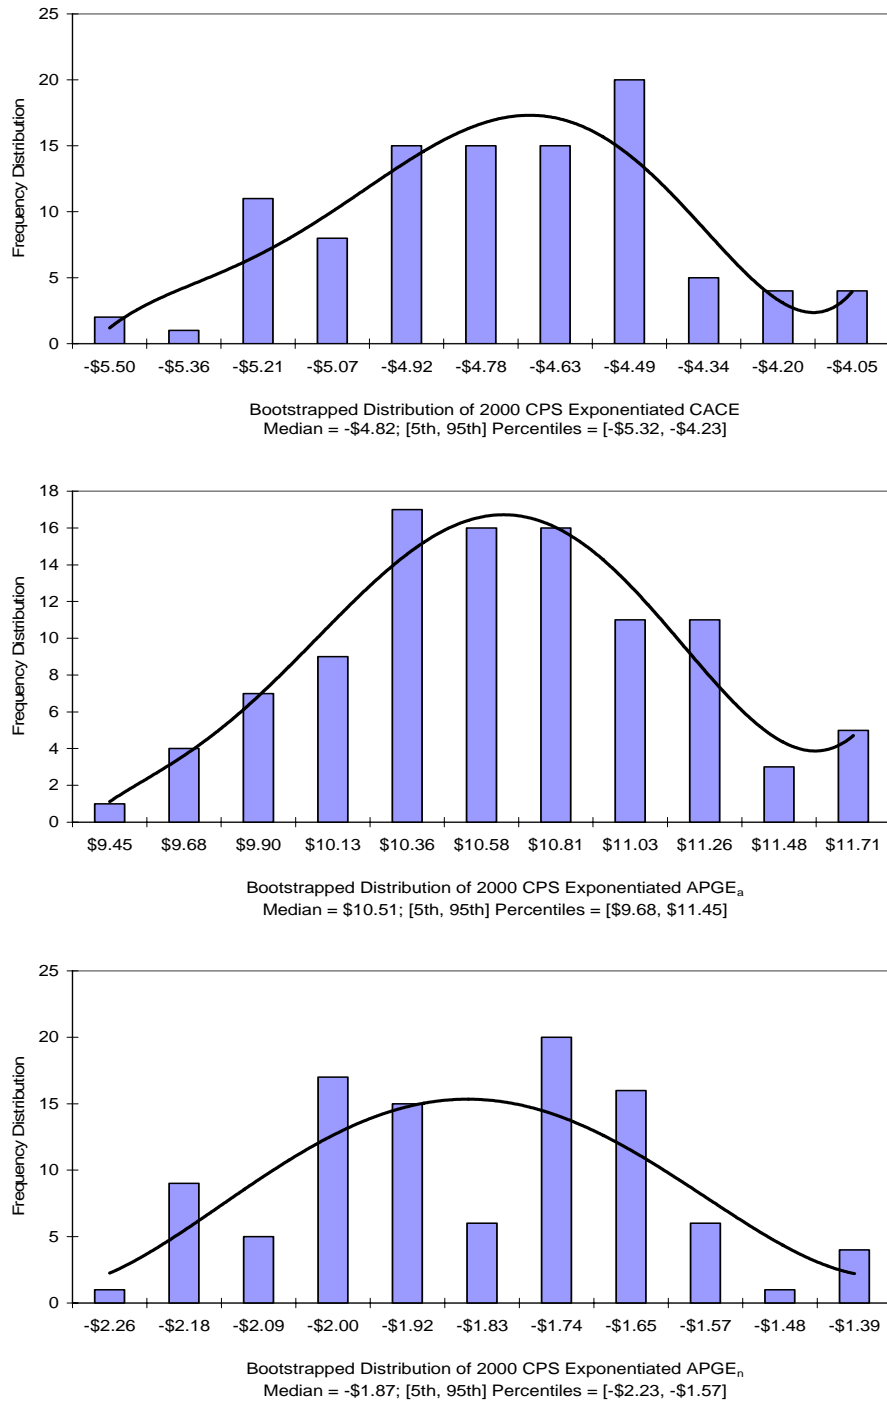 25
20
15
10
5
0
Frequency Distribution
-$5.50 -$5.36 -$5.21 -$5.07 -$4.92 -$4.78 -$4.63 -$4.49 -$4.34 -$4.20 -$4.05
Bootstrapped Distribution of 2000 CPS Exponentiated CACE
Median = -$4.82; [5th, 95th] Percentiles = [-$5.32, -$4.23]
18
16
14
12
10
8
6
4
2
0
Frequency Distribution
$9.45 $9.68 $9.90 $10.13 $10.36 $10.58 $10.81 $11.03 $11.26 $11.48 $11.71
Bootstrapped Distribution of 2000 CPS Exponentiated APGEₐ
Median = $10.51; [5th, 95th] Percentiles = [$9.68, $11.45]
25
20
15
10
5
0
Frequency Distribution
-$2.26 -$2.18 -$2.09 -$2.00 -$1.92 -$1.83 -$1.74 -$1.65 -$1.57 -$1.48 -$1.39
Bootstrapped Distribution of 2000 CPS Exponentiated APGEₙ
Median = -$1.87; [5th, 95th] Percentiles = [-$2.23, -$1.57]